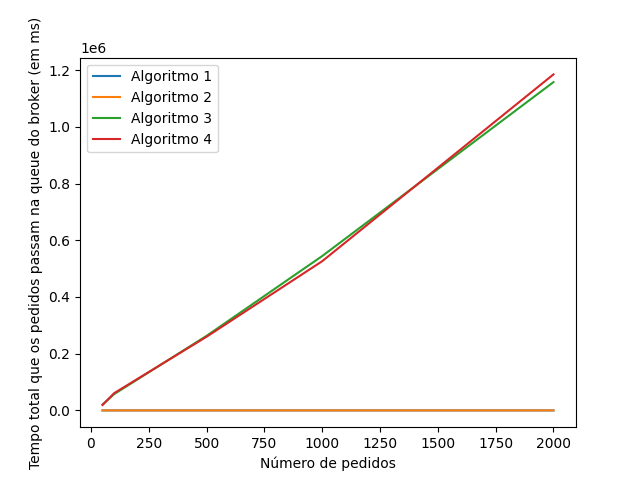 1e6
Algoritmo 1
Algoritmo 2
Algoritmo 3
Algoritmo 4
Tempo total que os pedidos passam na queue do broker (em ms)
1.2
1.0
0.8
0.6
0.4
0.2
0.0
0 250 500 750 1000 1250 1500 1750 2000
Número de pedidos